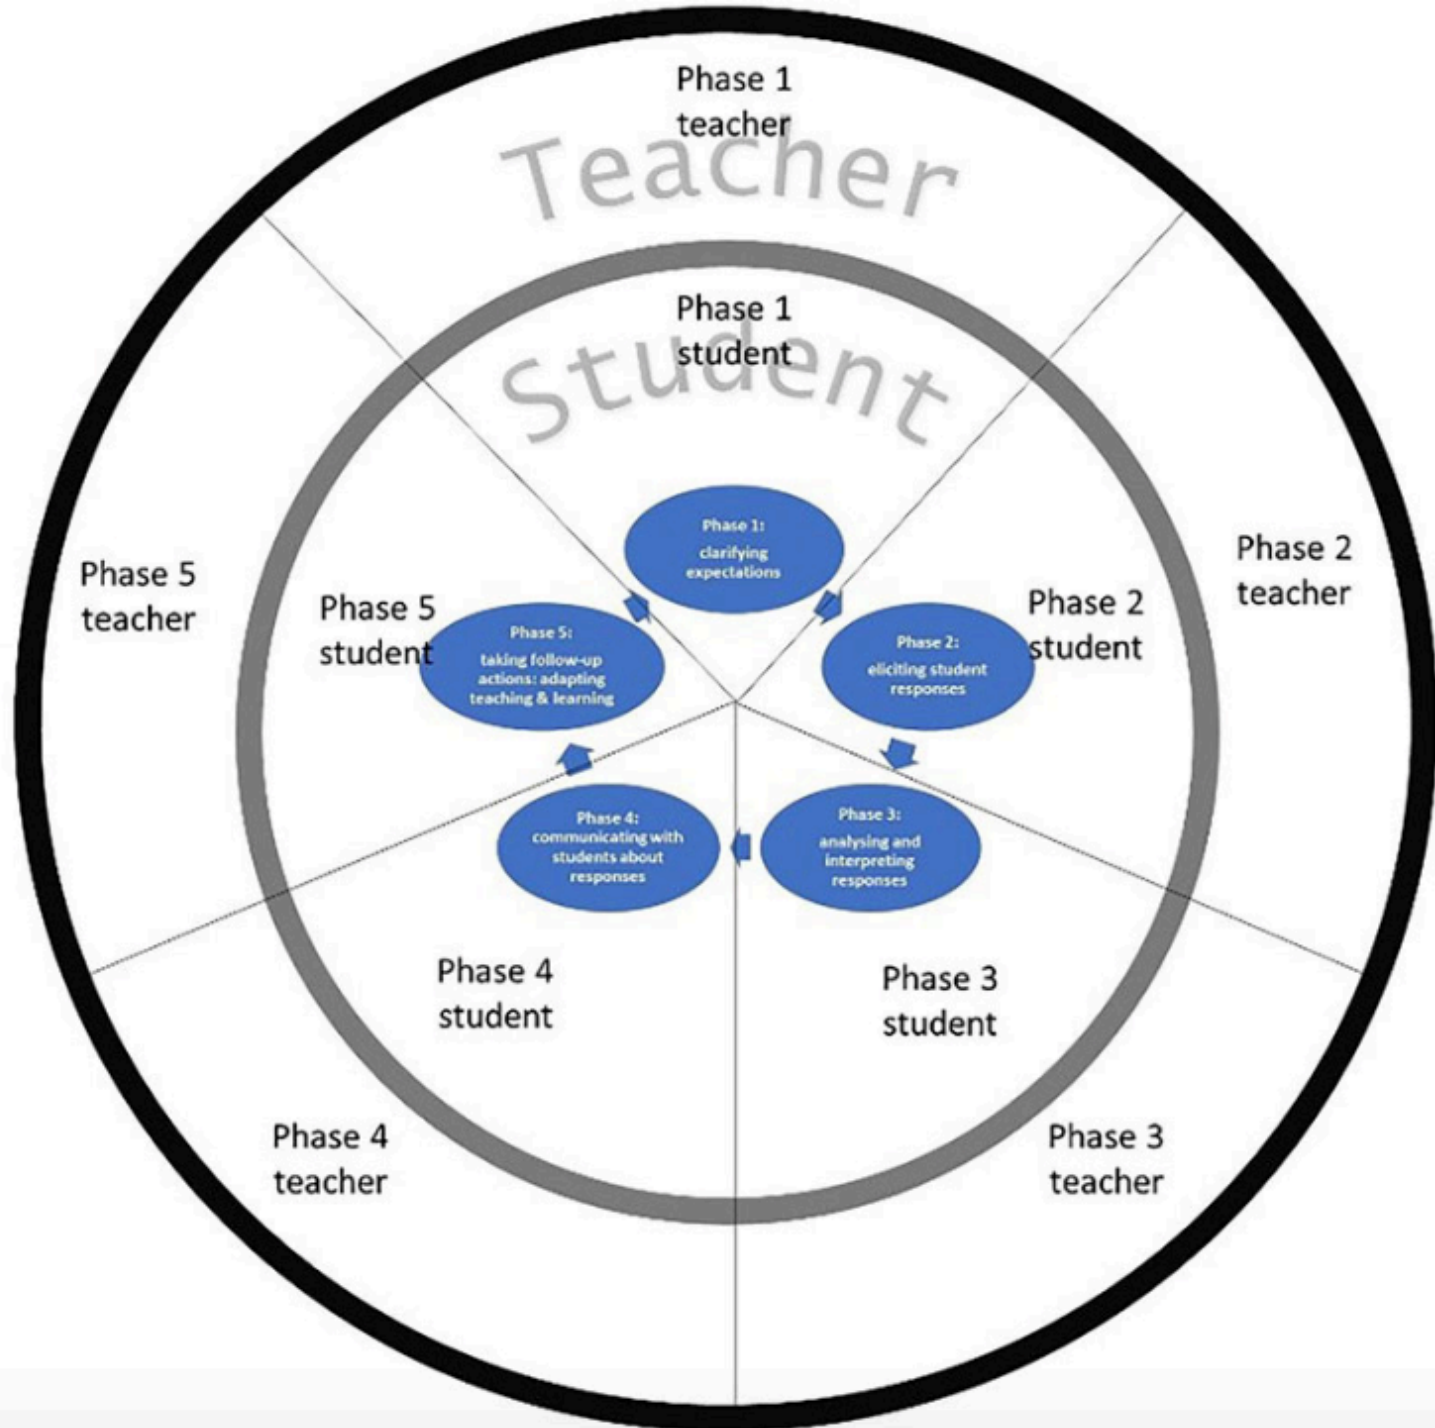 Phase 1
teacher
Teacher
Phase 1
student
Student
Phase 1:
clarifying
expectations
Phase 2
teacher
Phase 2
student
Phase 2:
eliciting student
responses
Phase 3:
analysing and
interpreting
responses
Phase 3
student
Phase 3
teacher
Phase 4:
communicating with
students about
responses
Phase 4
student
Phase 4
teacher
Phase 5:
taking follow-up
actions: adapting
teaching & learning
Phase 5
student
Phase 5
teacher